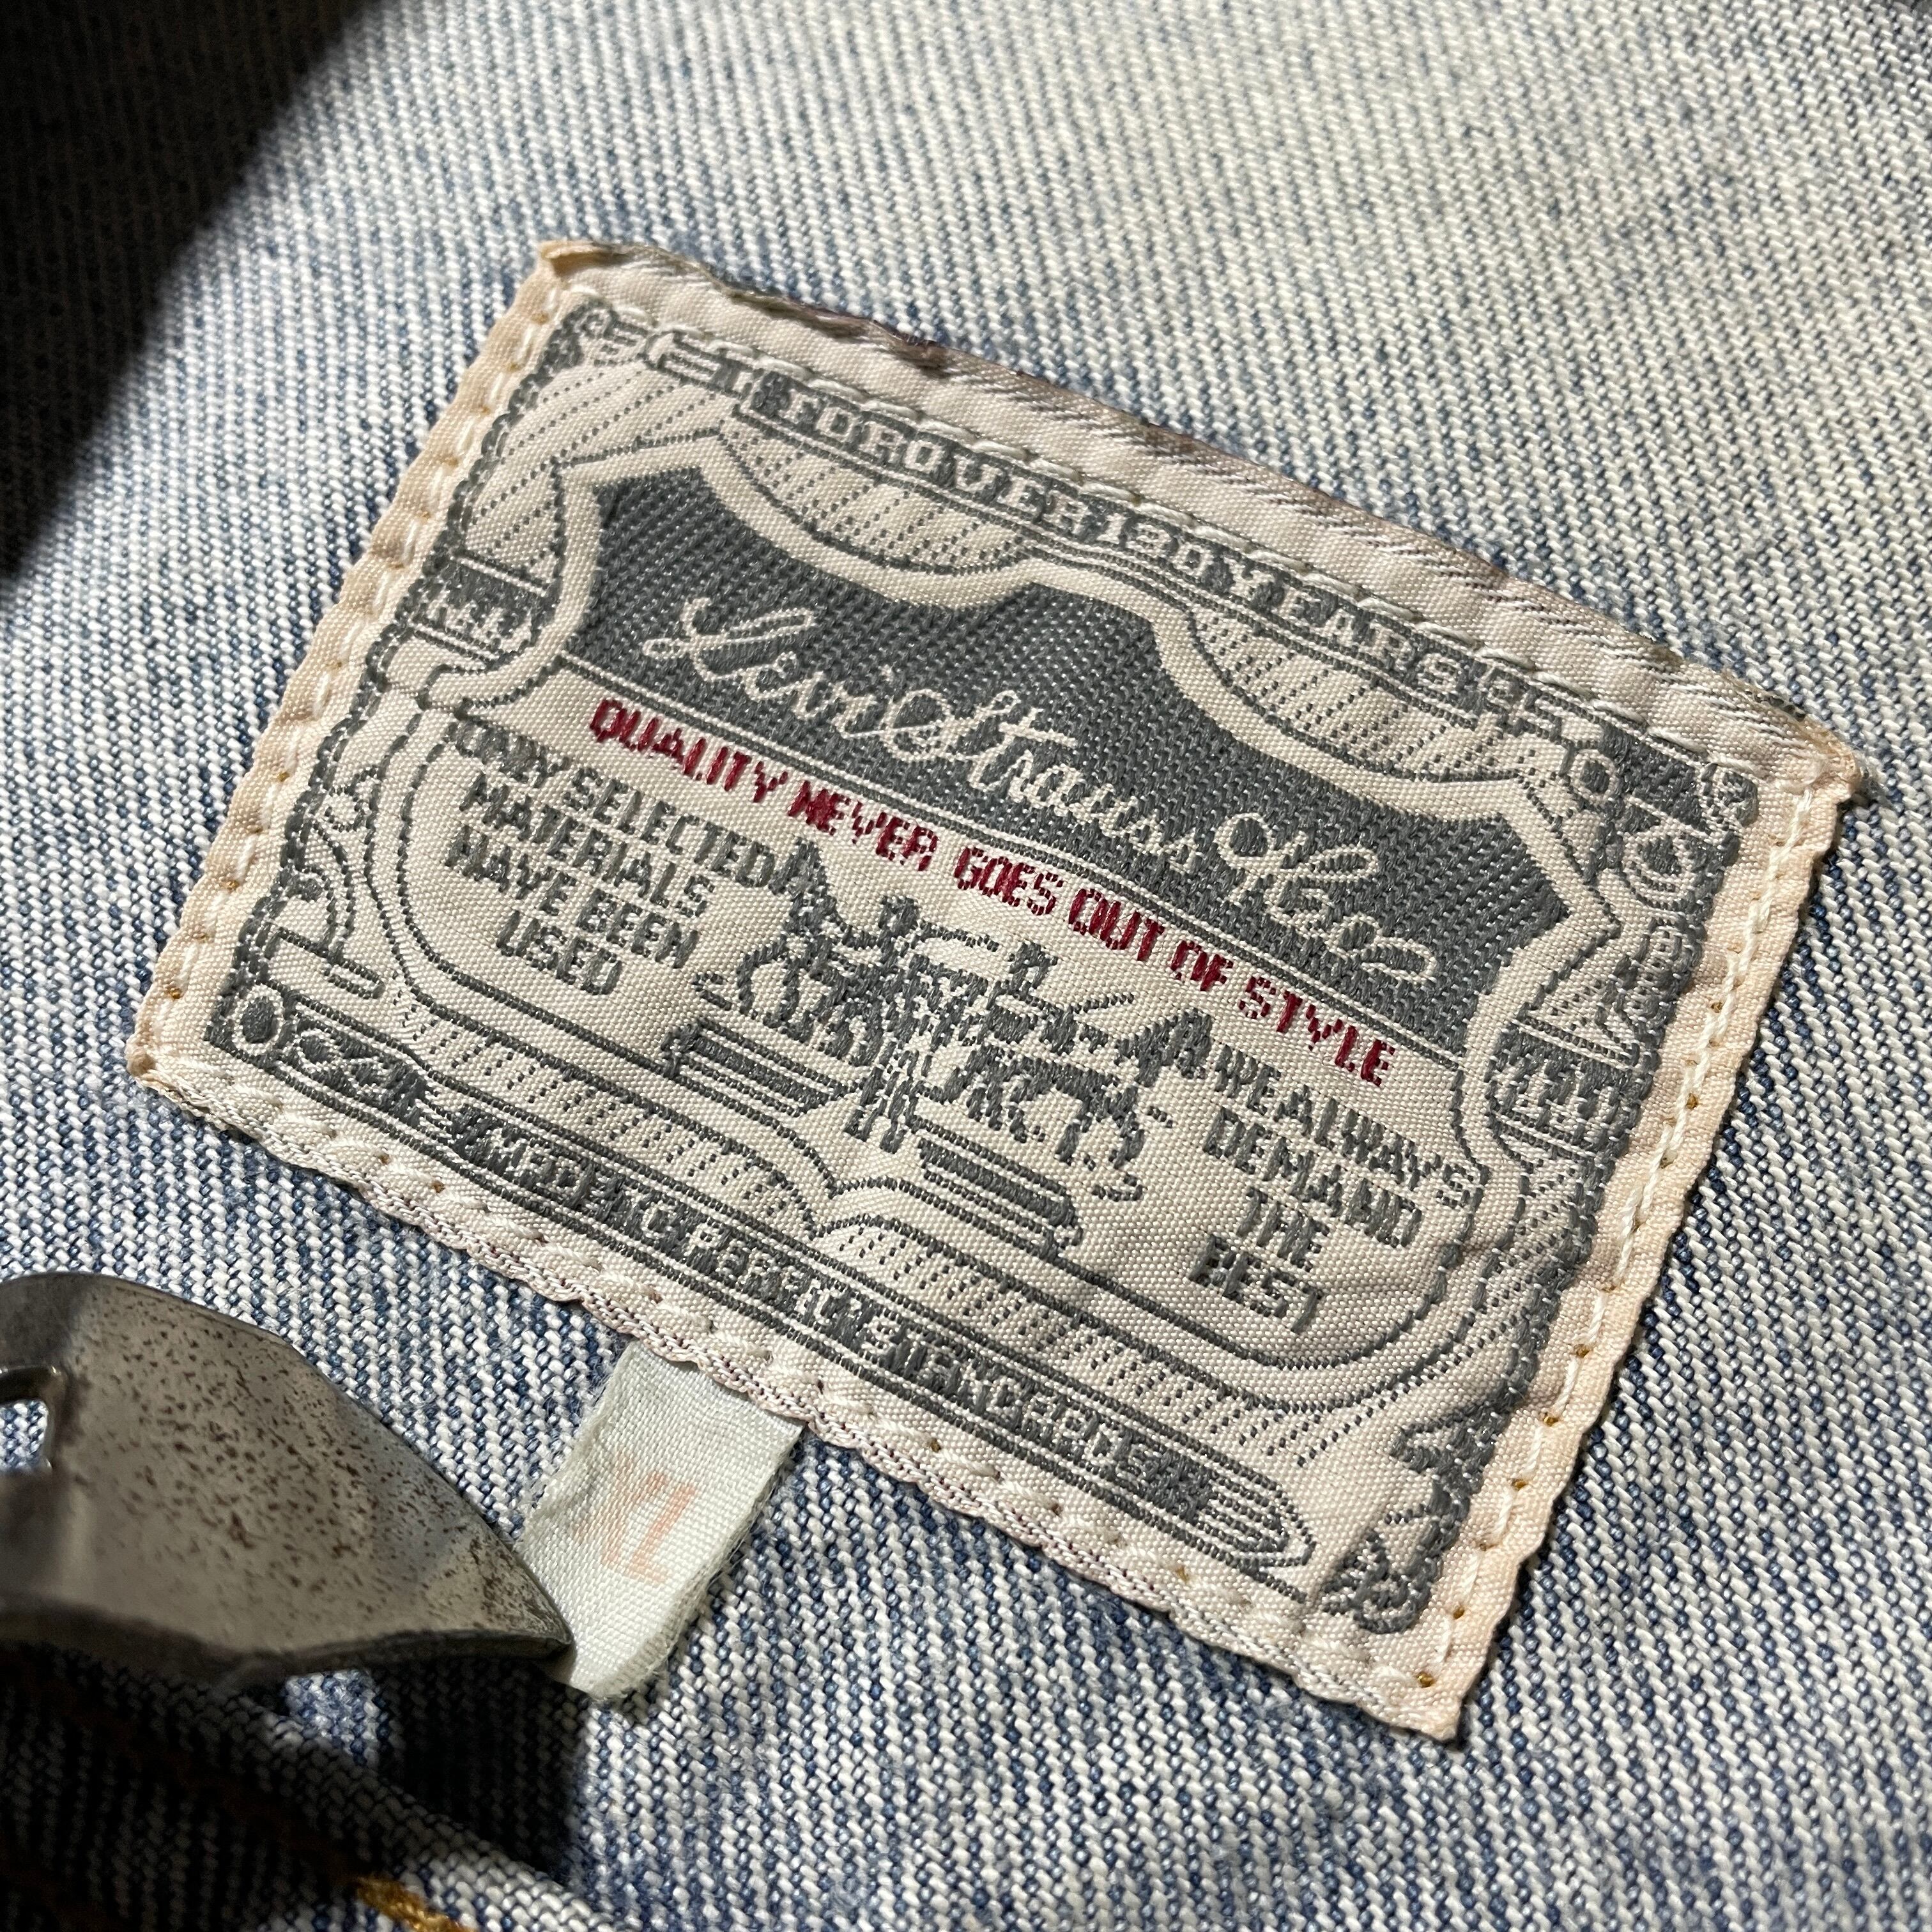 FOR OVER 130 YEARS
Levi Strauss & Co
QUALITY NEVER GOES OUT OF STYLE
ONLY SELECTED
MATERIALS
HAVE BEEN
USED
WE ALWAYS
DEMAND
THE
BEST
XL